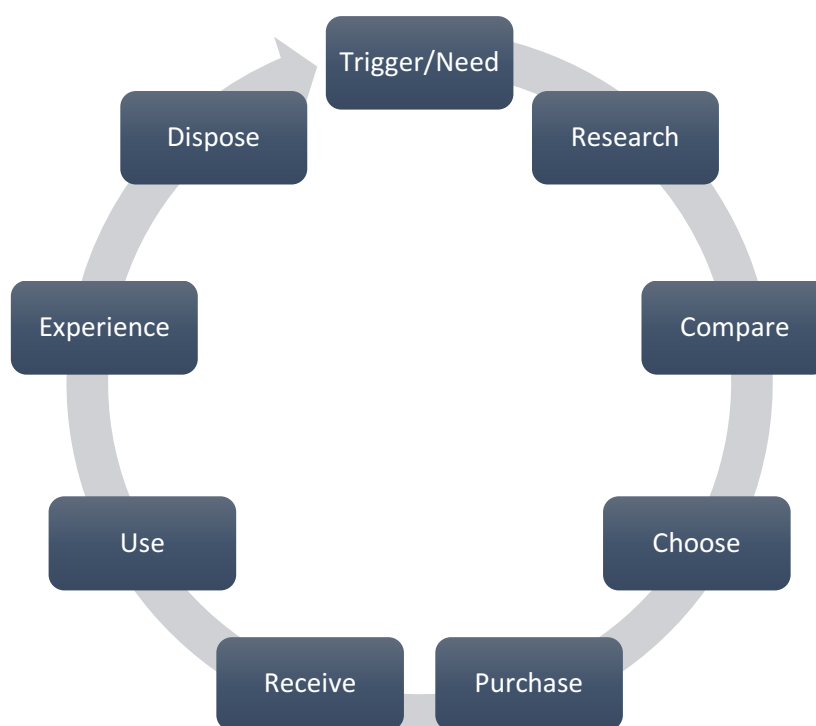 Trigger/Need
Research
Compare
Choose
Purchase
Receive
Use
Experience
Dispose